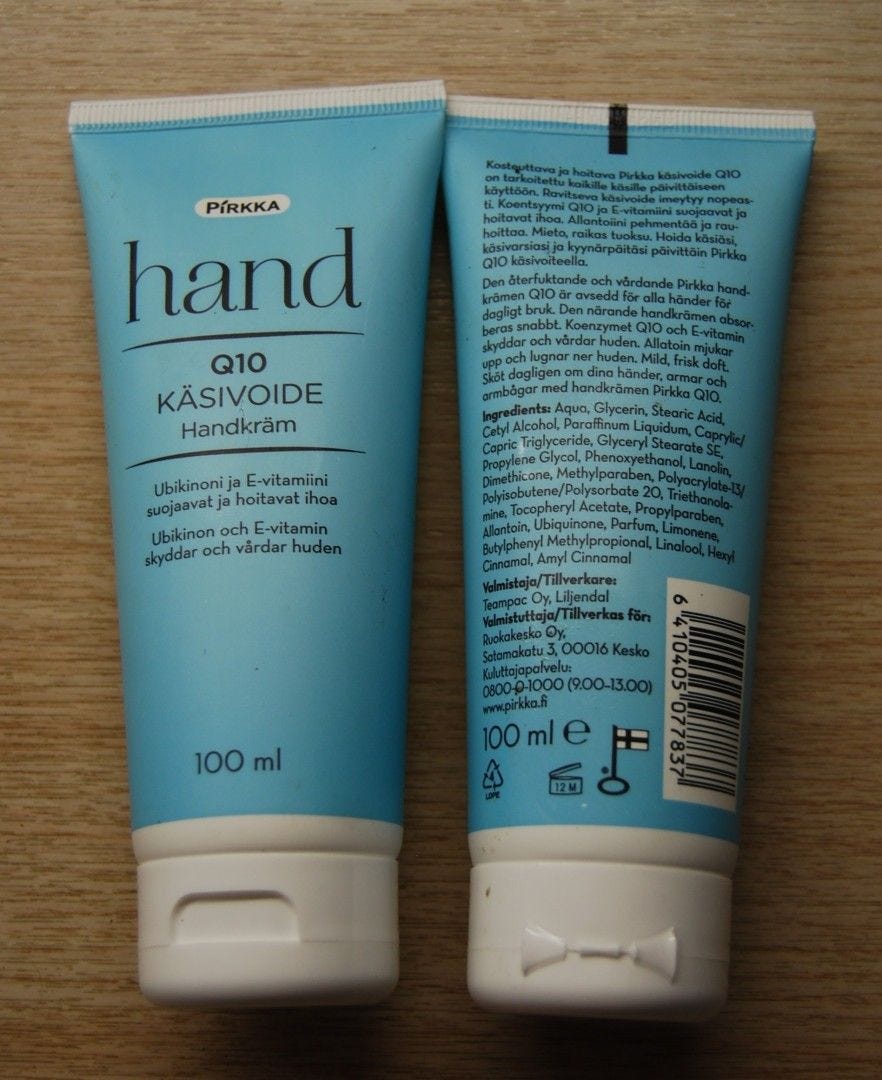 PIRKKA
hand
Q10
KÄSIVOIDE
Handkräm
Ubikinoni ja E-vitamiini
suojaavat ja hoitavat ihoa
Ubikinon och E-vitamin
skyddar och vårdar huden
100 ml
Kosteuttava ja hoitava Pirkka käsivoide Q10
on tarkoitettu kaikille käsille päivittäiseen
käyttöön. Ravitseva käsivoide imeytyy nopeas-
ti. Koentsyymi Q10 ja E-vitamiini suojaavat ja
hoitavat ihoa. Allantoiini pehmentää ja rau-
hoittaa. Mieto, raikas tuoksu. Hoida käsiäsi,
käsivarsiasi ja kyynärpäitäsi päivittäin Pirkka
Q10 käsivoiteella.
Den återfuktande och vårdande Pirkka hand-
krämen Q10 är avsedd för alla händer för
dagligt bruk. Den närande handkrämen absor-
beras snabbt. Koenzymet Q10 och E-vitamin
skyddar och vårdar huden. Allatoin mjukar
upp och lugnar ner huden. Mild, frisk doft.
Sköt dagligen om dina händer, armar och
armbågar med handkrämen Pirkka Q10.
Ingredients: Aqua, Glycerin, Stearic Acid,
Cetyl Alcohol, Paraffinum Liquidum, Caprylic/
Capric Triglyceride, Glyceryl Stearate SE,
Propylene Glycol, Phenoxyethanol, Lanolin,
Dimethicone, Methylparaben, Polyacrylate-13/
Polyisobutene/Polysorbate 20, Triethanola-
mine, Tocopheryl Acetate, Propylparaben,
Allantoin, Ubiquinone, Parfum, Limonene,
Butylphenyl Methylpropional, Linalool, Hexyl
Cinnamal, Amyl Cinnamal
Valmistaja/Tillverkare:
Teampac Oy, Liljendal
Valmistuttaja/Tillverkas för:
Ruokakesko Oy,
Satamakatu 3, 00016 Kesko
Kuluttajapalvelu:
0800-0-1000 (9.00-13.00)
www.pirkka.fi
100 ml e
4
LDPE
12 M
6 410405 077837